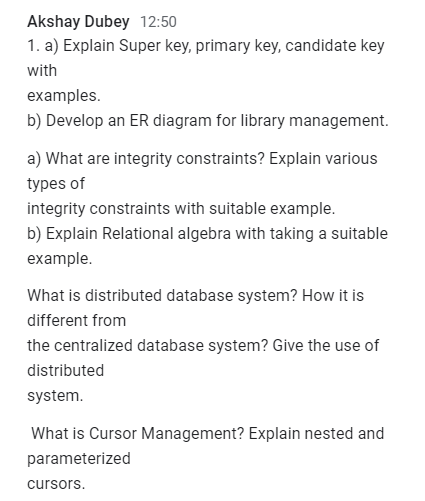 Akshay Dubey 12:50
1. a) Explain Super key, primary key, candidate key
with
examples.
b) Develop an ER diagram for library management.
a) What are integrity constraints? Explain various
types of
integrity constraints with suitable example.
b) Explain Relational algebra with taking a suitable
example.
What is distributed database system? How it is
different from
the centralized database system? Give the use of
distributed
system.
What is Cursor Management? Explain nested and
parameterized
cursors.